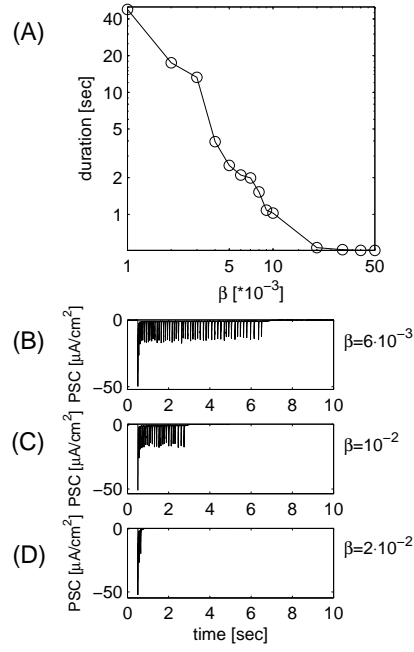 (A)
duration [sec]
40
20
10
5
2
1
1
5
10
50
β [*10⁻³]
(B)
PSC [μA/cm²]
0
−50
0
2
4
6
8
10
β=6·10⁻³
(C)
PSC [μA/cm²]
0
−50
0
2
4
6
8
10
β=10⁻²
(D)
PSC [μA/cm²]
0
−50
0
2
4
6
8
10
β=2·10⁻²
time [sec]